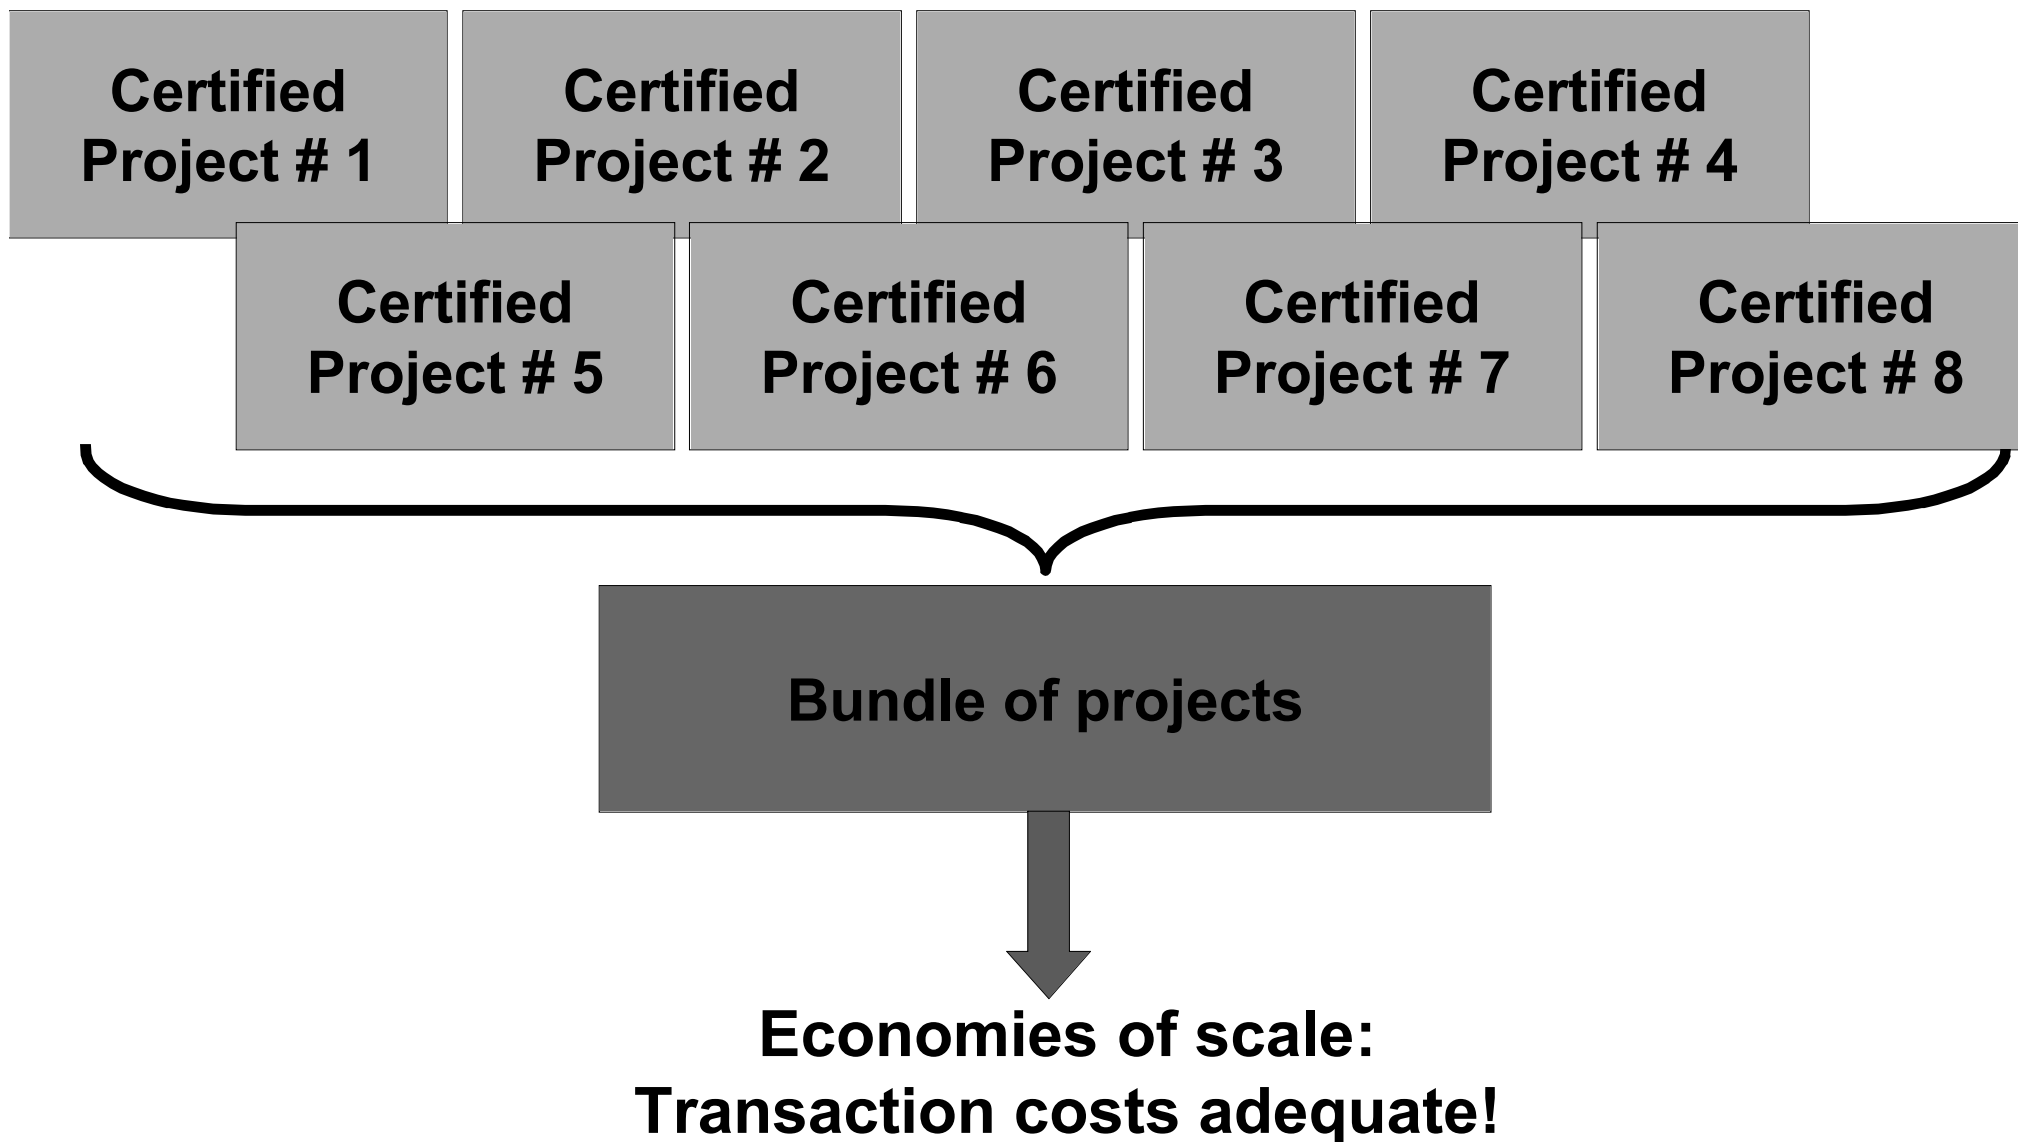 Certified
Project # 1
Certified
Project # 2
Certified
Project # 3
Certified
Project # 4
Certified
Project # 5
Certified
Project # 6
Certified
Project # 7
Certified
Project # 8
Bundle of projects
Economies of scale:
Transaction costs adequate!